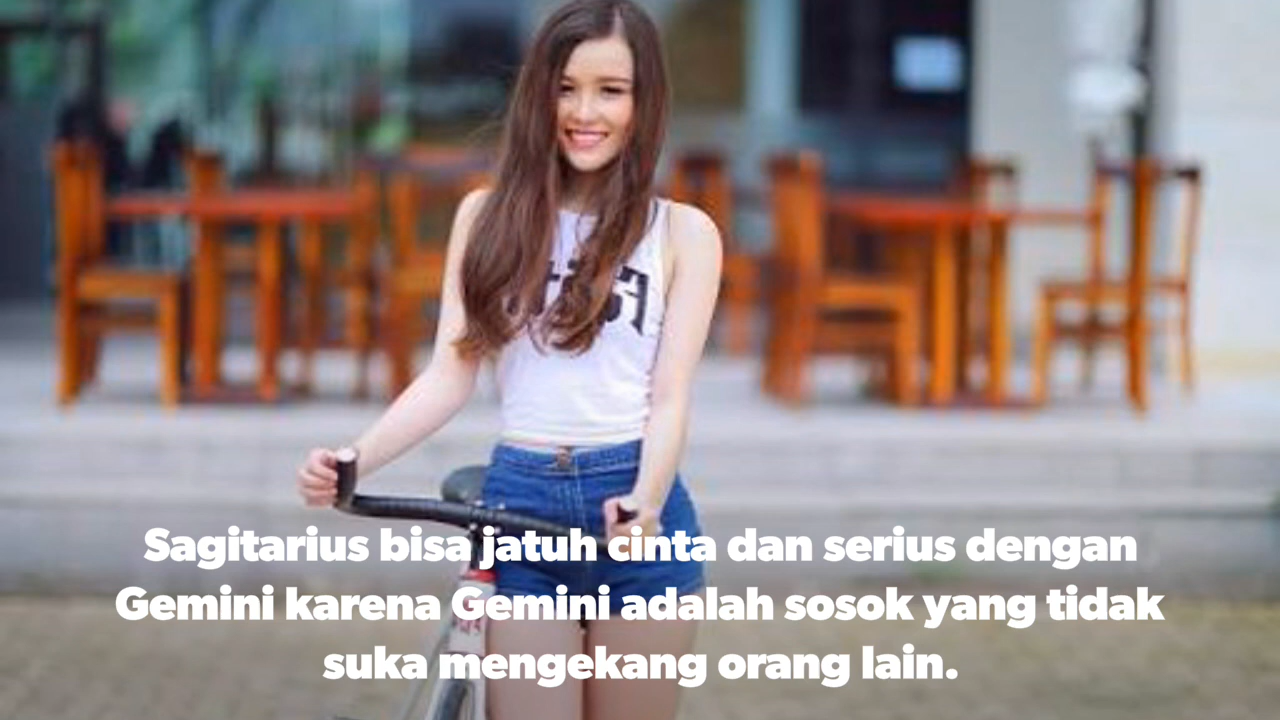 Sagitarius bisa jatuh cinta dan serius dengan
Gemini karena Gemini adalah sosok yang tidak
suka mengekang orang lain.